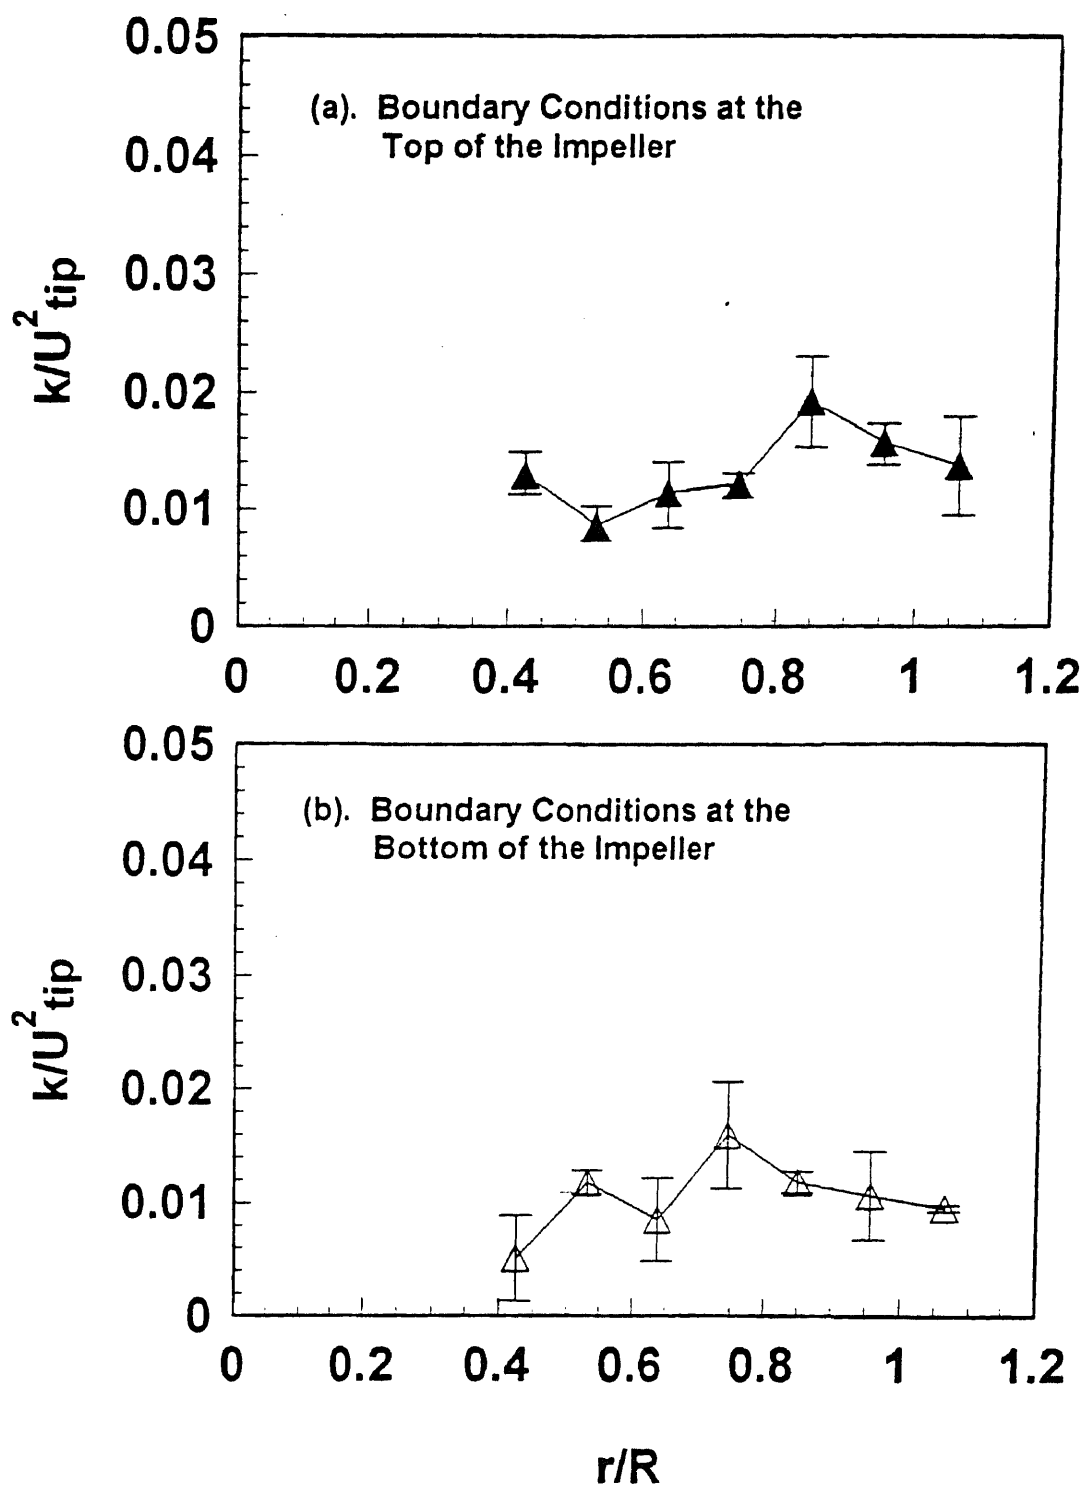 0.05
(a). Boundary Conditions at the
Top of the Impeller
0.04
0.03
k/U²tip
0.02
0.01
0
0 0.2 0.4 0.6 0.8 1 1.2
0.05
(b). Boundary Conditions at the
Bottom of the Impeller
0.04
0.03
k/U²tip
0.02
0.01
0
0 0.2 0.4 0.6 0.8 1 1.2
r/R